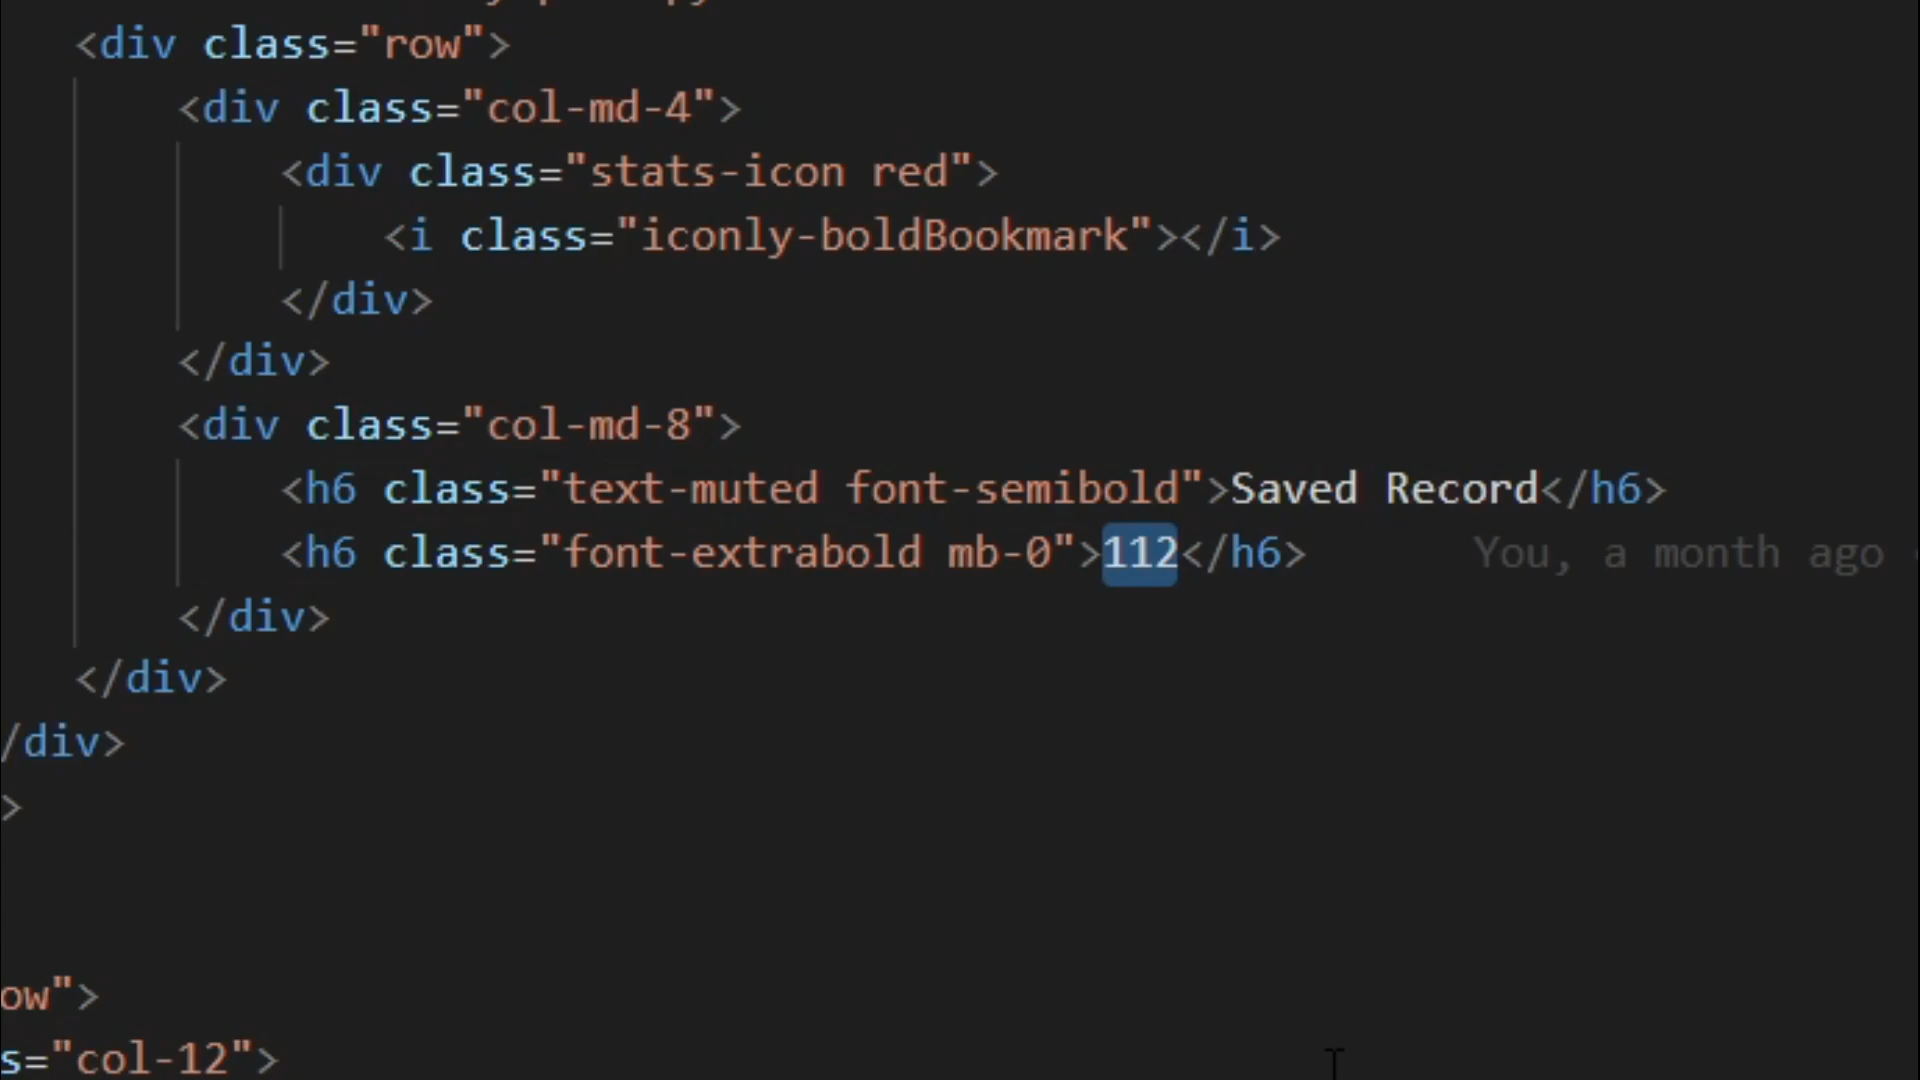 <div class="row">
<div class="col-md-4">
<div class="stats-icon red">
<i class="iconly-boldBookmark"></i>
</div>
</div>
<div class="col-md-8">
<h6 class="text-muted font-semibold">Saved Record</h6>
<h6 class="font-extrabold mb-0">112</h6> You, a month ago
</div>
</div>
/div>
>
ow">
s="col-12">